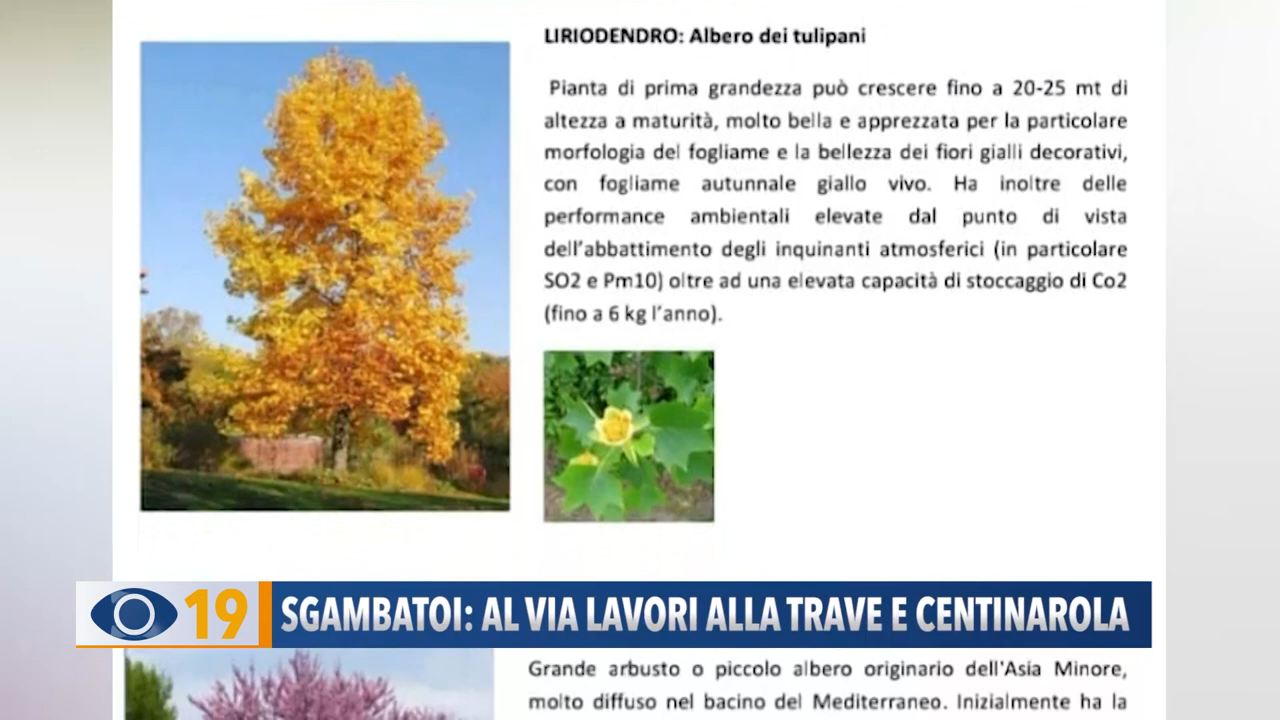 LIRIODENDRO: Albero dei tulipani
Pianta di prima grandezza può crescere fino a 20-25 mt di
altezza a maturità, molto bella e apprezzata per la particolare
morfologia del fogliame e la bellezza dei fiori gialli decorativi,
con fogliame autunnale giallo vivo. Ha inoltre delle
performance ambientali elevate dal punto di vista
dell'abbattimento degli inquinanti atmosferici (in particolare
SO2 e Pm10) oltre ad una elevata capacità di stoccaggio di Co2
(fino a 6 kg l'anno).
19
SGAMBATOI: AL VIA LAVORI ALLA TRAVE E CENTINAROLA
Grande arbusto o piccolo albero originario dell'Asia Minore,
molto diffuso nel bacino del Mediterraneo. Inizialmente ha la